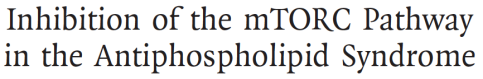 Inhibition of the mTORC Pathway
in the Antiphospholipid Syndrome